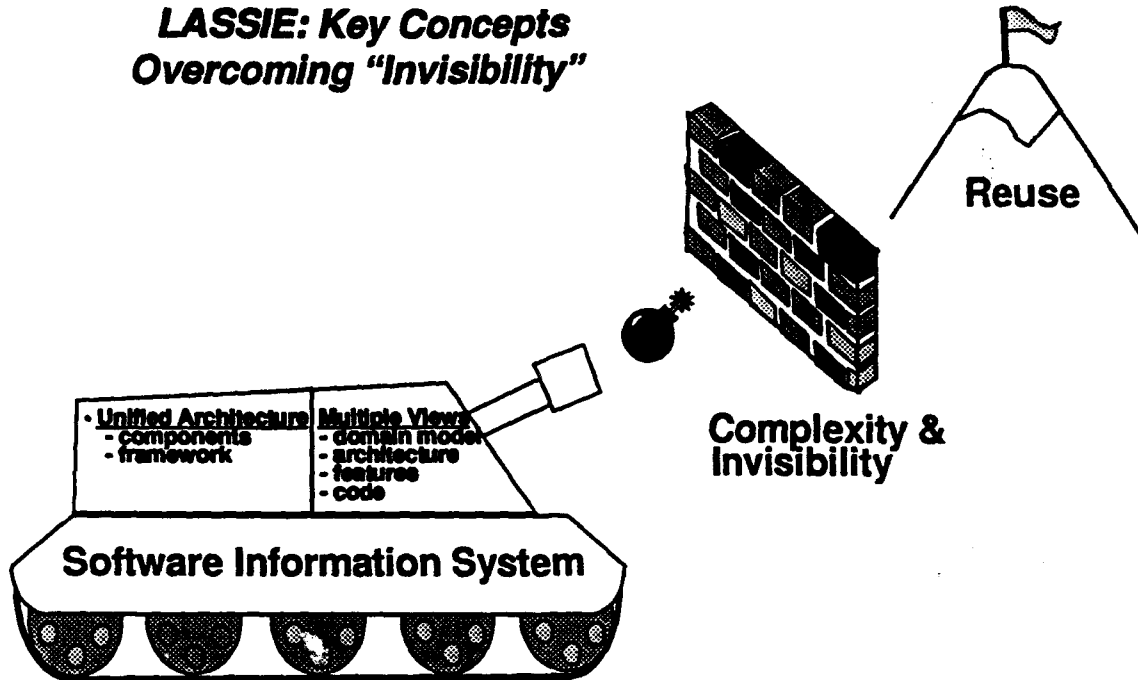 LASSIE: Key Concepts
Overcoming “Invisibility”
Reuse
Complexity &
Invisibility
· Unified Architecture
- components
- framework
Multiple Views
- domain model
- architecture
- features
- code
Software Information System